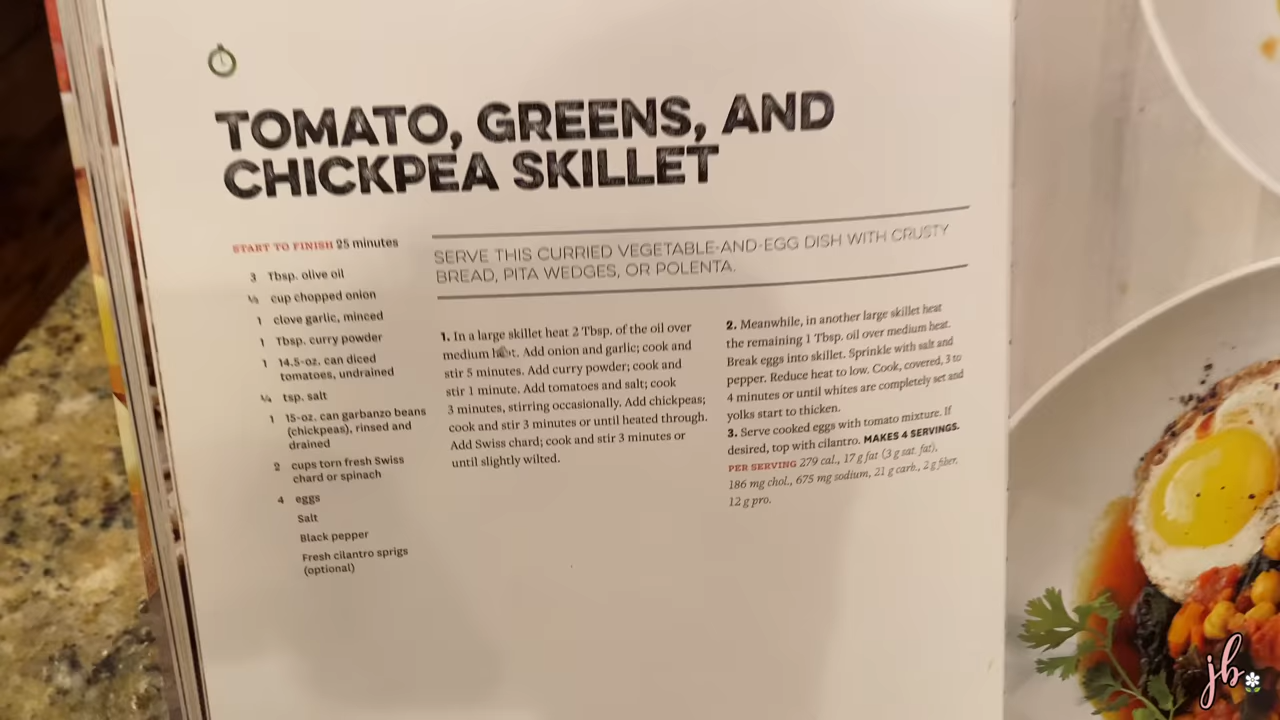 TOMATO, GREENS, AND
CHICKPEA SKILLET
START TO FINISH 25 minutes
3 Tbsp. olive oil
cup chopped onion
1 clove garlic, minced
1 Tbsp. curry powder
1 14.5-oz. can diced
tomatoes, undrained
¼ tsp. salt
1 15-oz. can garbanzo beans
(chickpeas), rinsed and
drained
2 cups torn fresh Swiss
chard or spinach
4 eggs
Salt
Black pepper
Fresh cilantro sprigs
(optional)
SERVE THIS CURRIED VEGETABLE-AND-EGG DISH WITH CRUSTY
BREAD, PITA WEDGES, OR POLENTA.
1. In a large skillet heat 2 Tbsp. of the oil over
medium heat. Add onion and garlic; cook and
stir 5 minutes. Add curry powder; cook and
stir 1 minute. Add tomatoes and salt; cook
3 minutes, stirring occasionally. Add chickpeas;
cook and stir 3 minutes or until heated through.
Add Swiss chard; cook and stir 3 minutes or
until slightly wilted.
2. Meanwhile, in another large skillet heat
the remaining 1 Tbsp. oil over medium heat.
Break eggs into skillet. Sprinkle with salt and
pepper. Reduce heat to low. Cook, covered, 3 to
4 minutes or until whites are completely set and
yolks start to thicken.
3. Serve cooked eggs with tomato mixture. If
desired, top with cilantro. MAKES 4 SERVINGS.
PER SERVING 279 cal., 17 g fat (3 g sat. fat),
186 mg chol., 675 mg sodium, 21 g carb., 2 g fiber,
12 g pro.
jb